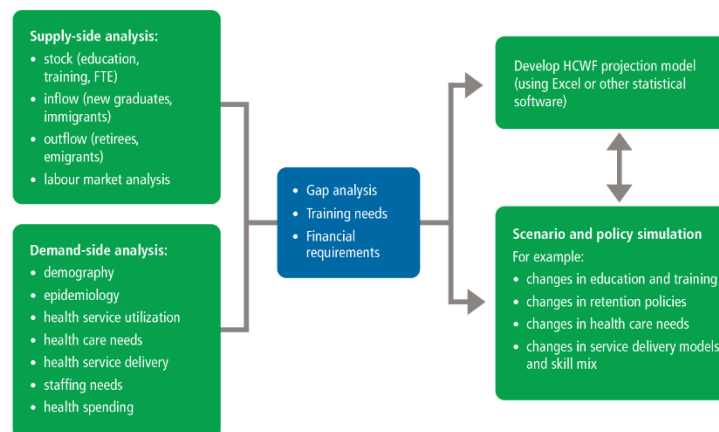 Supply-side analysis:
• stock (education,
training, FTE)
• inflow (new graduates,
immigrants)
• outflow (retirees,
emigrants)
• labour market analysis
Demand-side analysis:
• demography
• epidemiology
• health service utilization
• health care needs
• health service delivery
• staffing needs
• health spending
• Gap analysis
• Training needs
• Financial
requirements
Develop HCWF projection model
(using Excel or other statistical
software)
Scenario and policy simulation
For example:
• changes in education and training
• changes in retention policies
• changes in health care needs
• changes in service delivery models
and skill mix